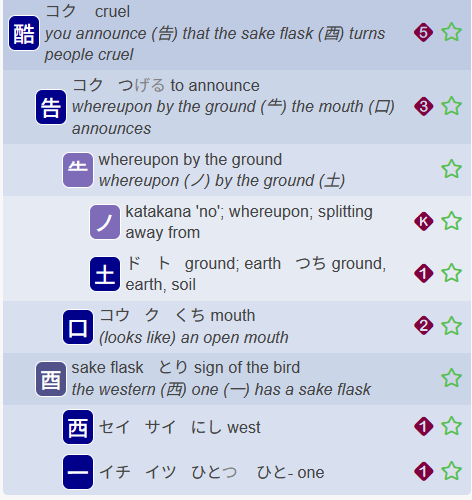 酷 コク cruel 5
you announce (告) that the sake flask (酉) turns
people cruel
告 コク つげる to announce 3
whereupon by the ground (⺧) the mouth (口)
announces
⺧ whereupon by the ground
whereupon (ノ) by the ground (土)
ノ katakana 'no'; whereupon; splitting K
away from
土 ド ト ground; earth つち ground, 1
earth, soil
口 コウ ク くち mouth 2
(looks like) an open mouth
酉 sake flask とり sign of the bird
the western (西) one (一) has a sake flask
西 セイ サイ にし west 1
一 イチ イツ ひとつ ひと- one 1